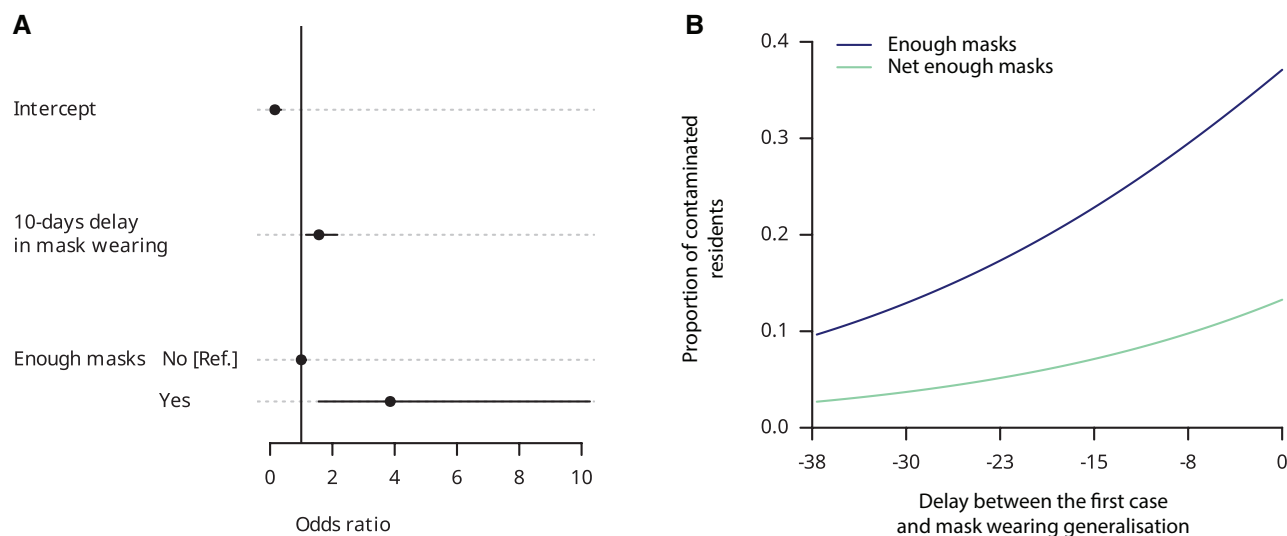 A
Intercept
10-days delay
in mask wearing
Enough masks No [Ref.]
Yes
0 2 4 6 8 10
Odds ratio
B
Enough masks
Net enough masks
0.4
0.3
0.2
0.1
0.0
Proportion of contaminated
residents
-38 -30 -23 -15 -8 0
Delay between the first case
and mask wearing generalisation